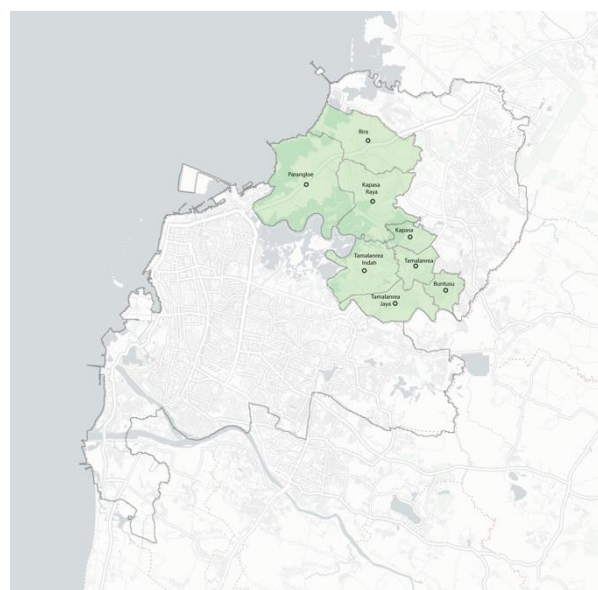 Bira
Parangloe
Kapasa
Raya
Kapasa
Tamalanrea
Indah
Tamalanrea
Buntusu
Tamalanrea
Jaya